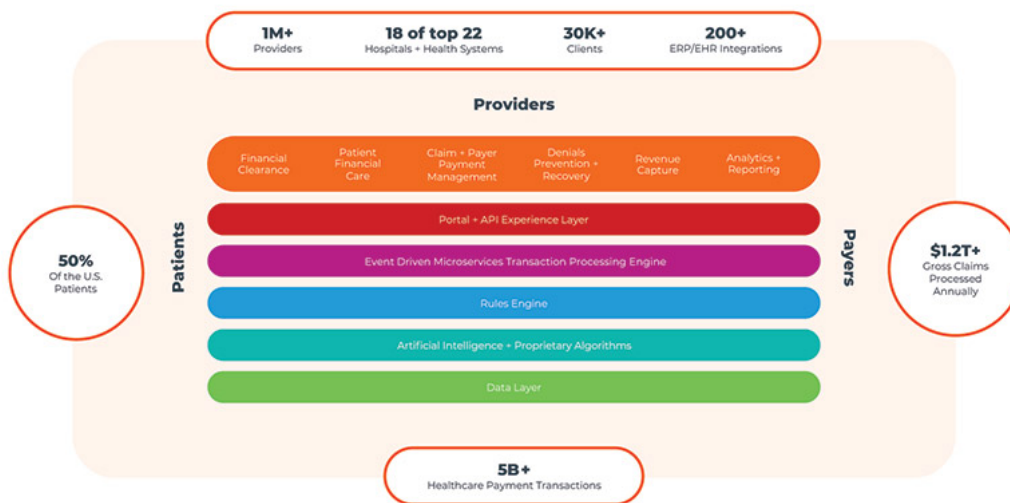 1M+
Providers
18 of top 22
Hospitals + Health Systems
30K+
Clients
200+
ERP/EHR Integrations
Providers
Financial
Clearance
Patient
Financial
Care
Claim + Payer
Payment
Management
Denials
Prevention +
Recovery
Revenue
Capture
Analytics +
Reporting
Portal + API Experience Layer
Event Driven Microservices Transaction Processing Engine
Rules Engine
Artificial Intelligence + Proprietary Algorithms
Data Layer
Patients
Payers
50%
Of the U.S.
Patients
$1.2T+
Gross Claims
Processed
Annually
5B+
Healthcare Payment Transactions